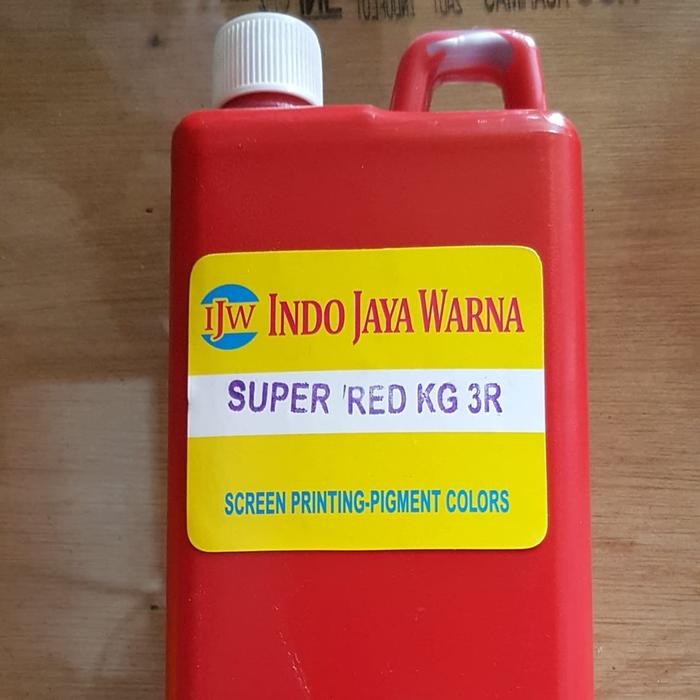 IJW INDO JAYA WARNA
SUPER 'RED KG 3R
SCREEN PRINTING-PIGMENT COLORS